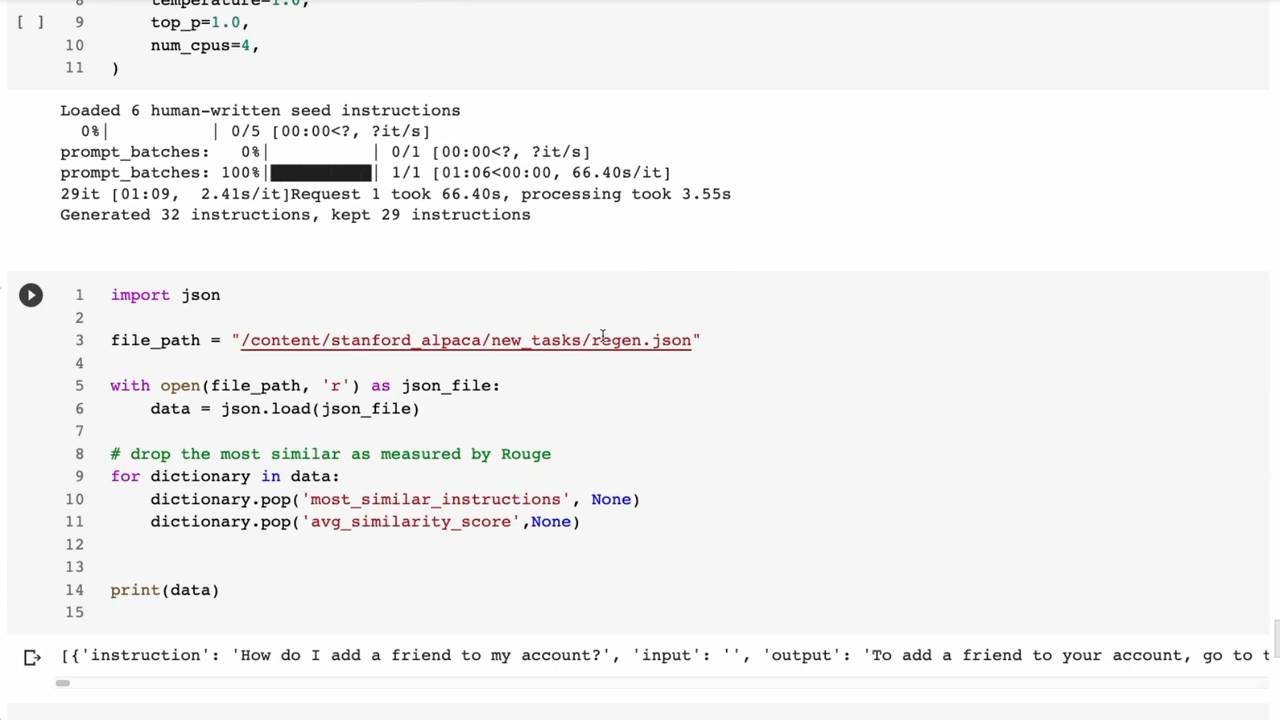 8 temperature=1.0,
[ ] 9 top_p=1.0,
10 num_cpus=4,
11 )
Loaded 6 human-written seed instructions
0%| | 0/5 [00:00<?, ?it/s]
prompt_batches: 0%| | 0/1 [00:00<?, ?it/s]
prompt_batches: 100%|██████████| 1/1 [01:06<00:00, 66.40s/it]
29it [01:09, 2.41s/it]Request 1 took 66.40s, processing took 3.55s
Generated 32 instructions, kept 29 instructions
1 import json
2
3 file_path = "/content/stanford_alpaca/new_tasks/regen.json"
4
5 with open(file_path, 'r') as json_file:
6 data = json.load(json_file)
7
8 # drop the most similar as measured by Rouge
9 for dictionary in data:
10 dictionary.pop('most_similar_instructions', None)
11 dictionary.pop('avg_similarity_score',None)
12
13
14 print(data)
15
[{'instruction': 'How do I add a friend to my account?', 'input': '', 'output': 'To add a friend to your account, go to t